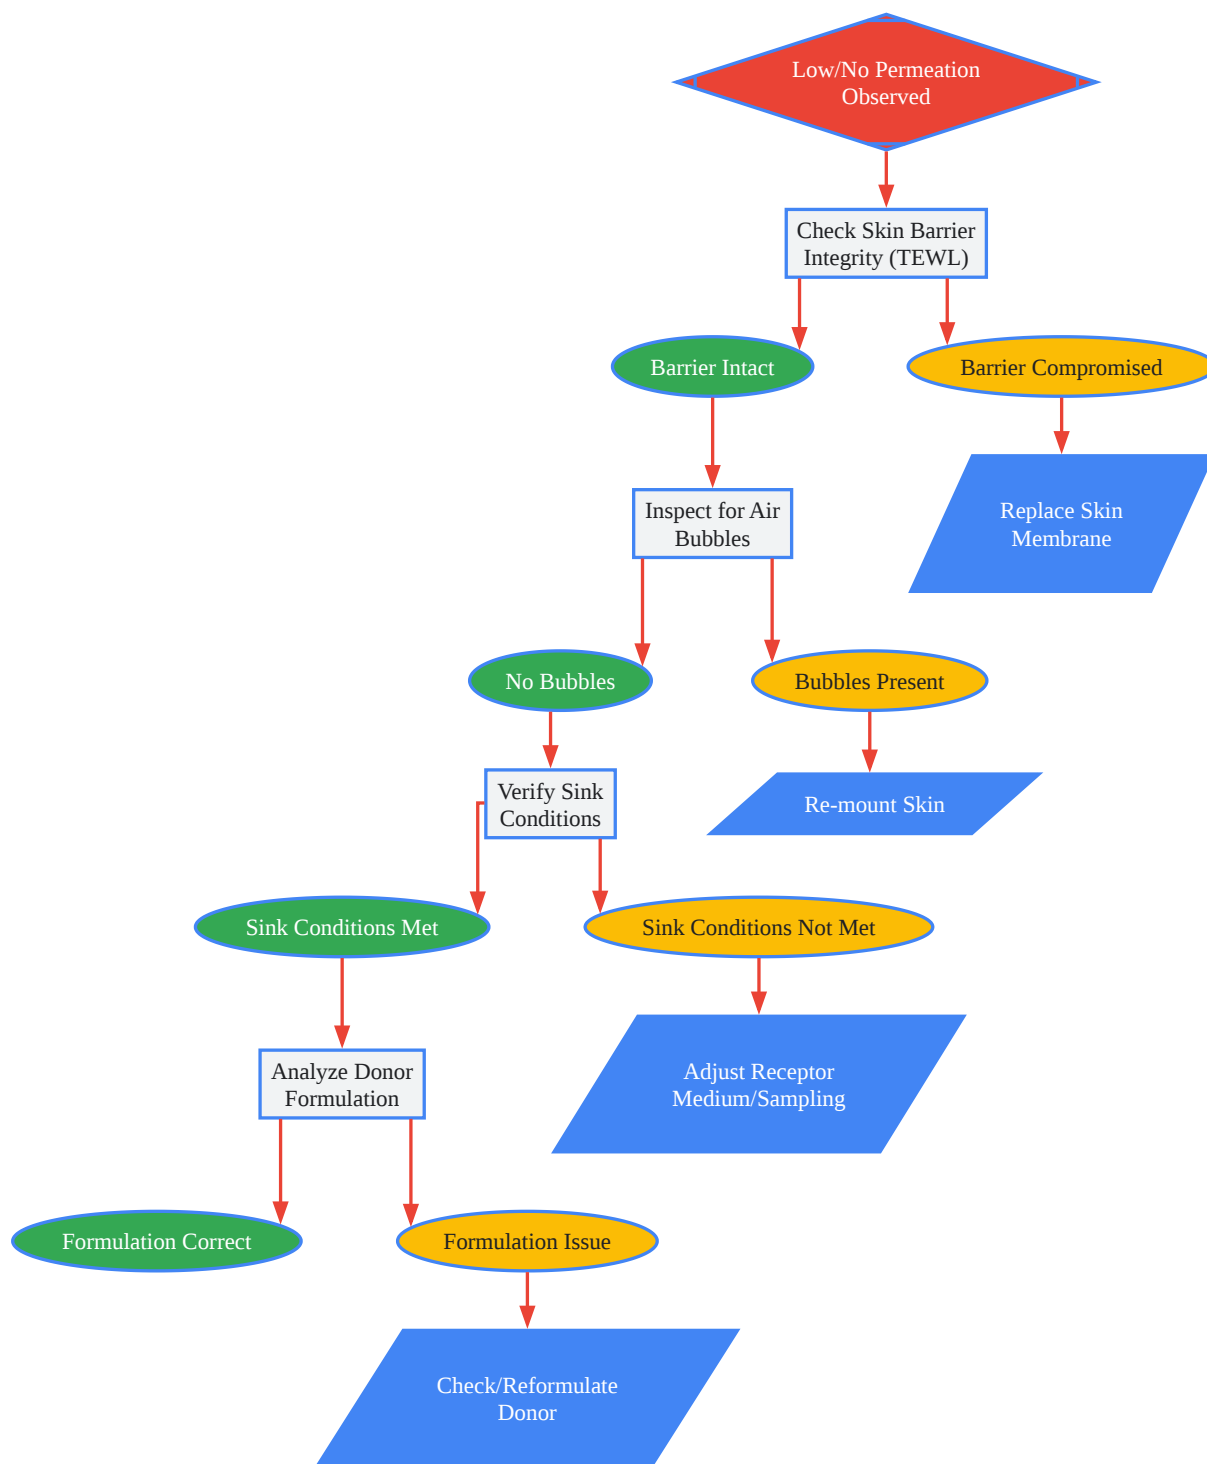 Low/No Permeation
Observed
Check Skin Barrier
Integrity (TEWL)
Barrier Intact
Barrier Compromised
Inspect for Air
Bubbles
Replace Skin
Membrane
No Bubbles
Bubbles Present
Verify Sink
Conditions
Re-mount Skin
Sink Conditions Met
Sink Conditions Not Met
Analyze Donor
Formulation
Adjust Receptor
Medium/Sampling
Formulation Correct
Formulation Issue
Check/Reformulate
Donor